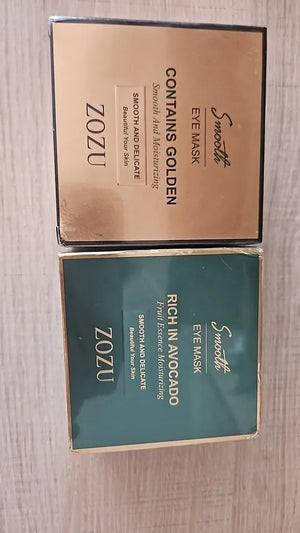 Smooth
EYE MASK
CONTAINS GOLDEN
Smooth And Moisturizing
SMOOTH AND DELICATE
Beautiful Your Skin
ZOZU
Smooth
EYE MASK
RICH IN AVOCADO
Fruit Essence Moisturizing
SMOOTH AND DELICATE
Beautiful Your Skin
ZOZU